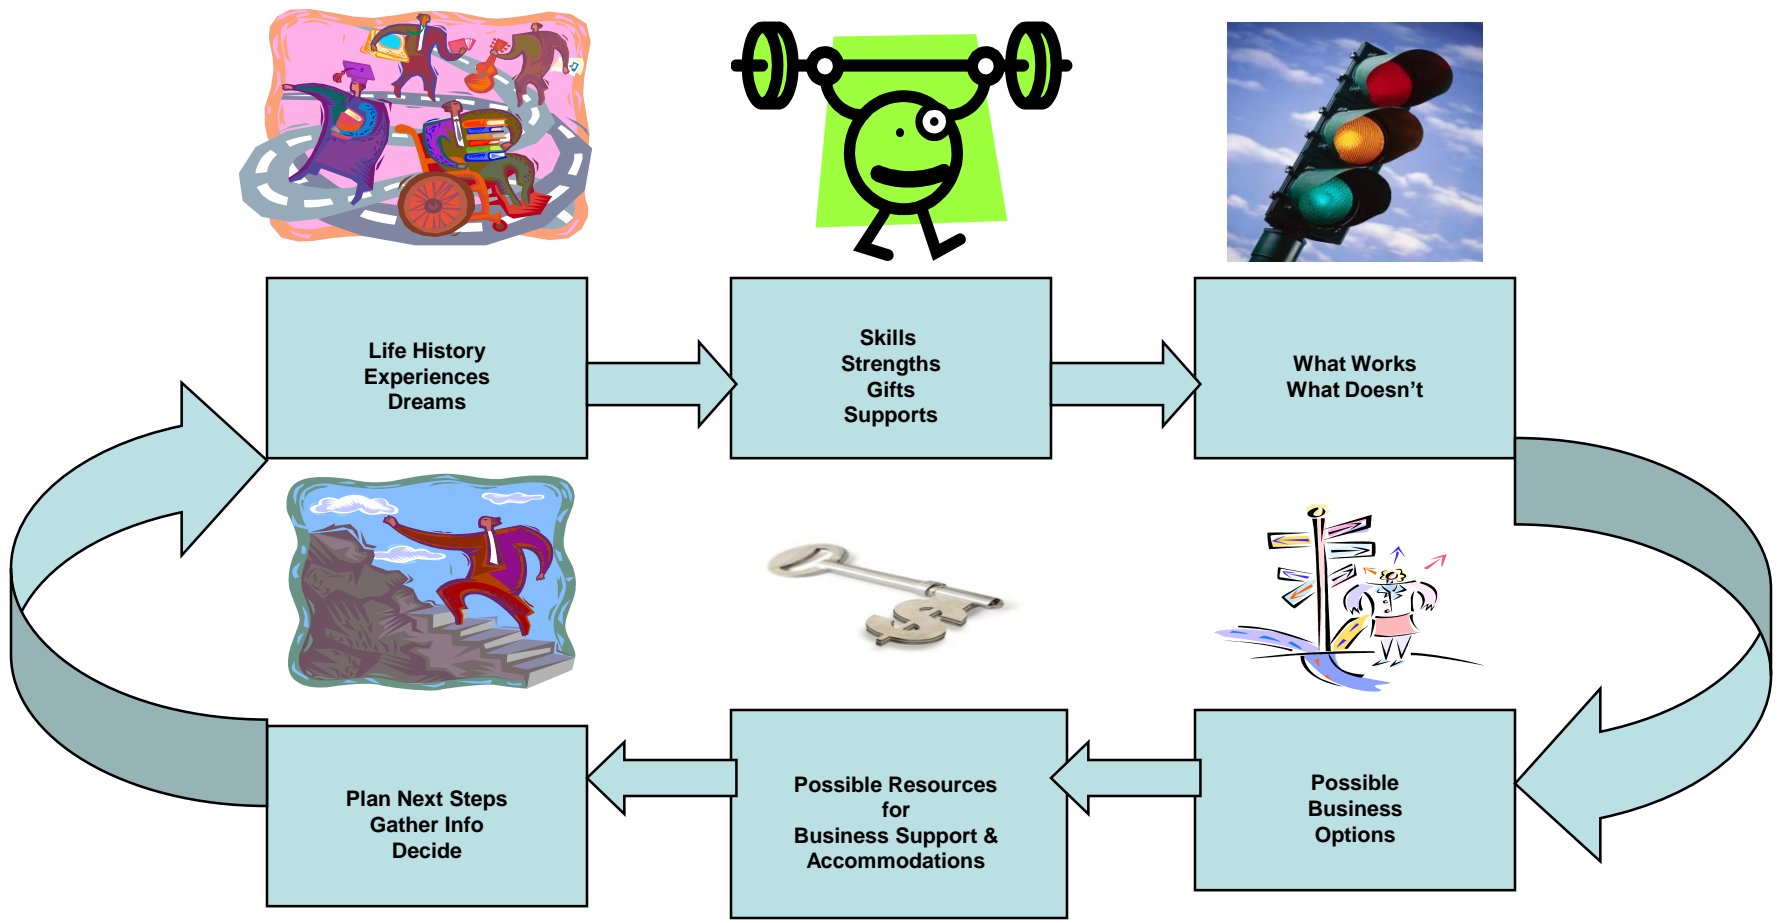 Life History
Experiences
Dreams
Skills
Strengths
Gifts
Supports
What Works
What Doesn’t
Plan Next Steps
Gather Info
Decide
Possible Resources
for
Business Support &
Accommodations
Possible
Business
Options